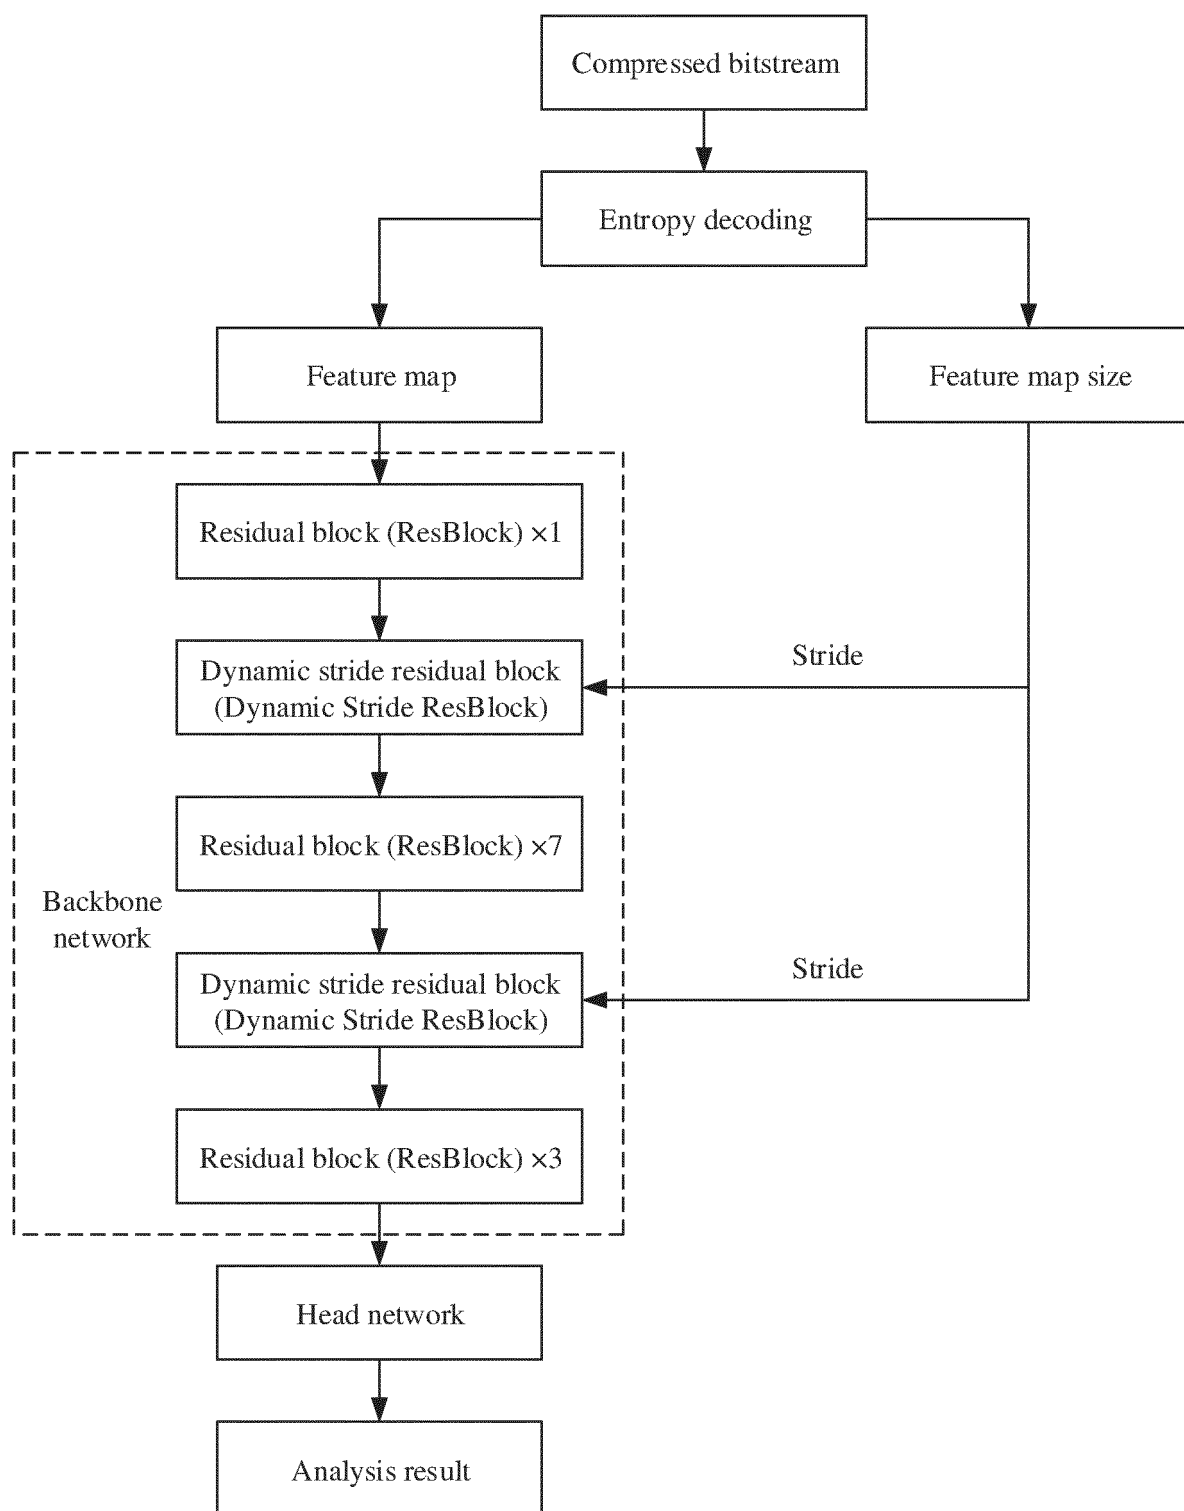 Compressed bitstream
Entropy decoding
Feature map
Feature map size
Residual block (ResBlock) ×1
Dynamic stride residual block
(Dynamic Stride ResBlock)
Stride
Residual block (ResBlock) ×7
Backbone
network
Dynamic stride residual block
(Dynamic Stride ResBlock)
Stride
Residual block (ResBlock) ×3
Head network
Analysis result